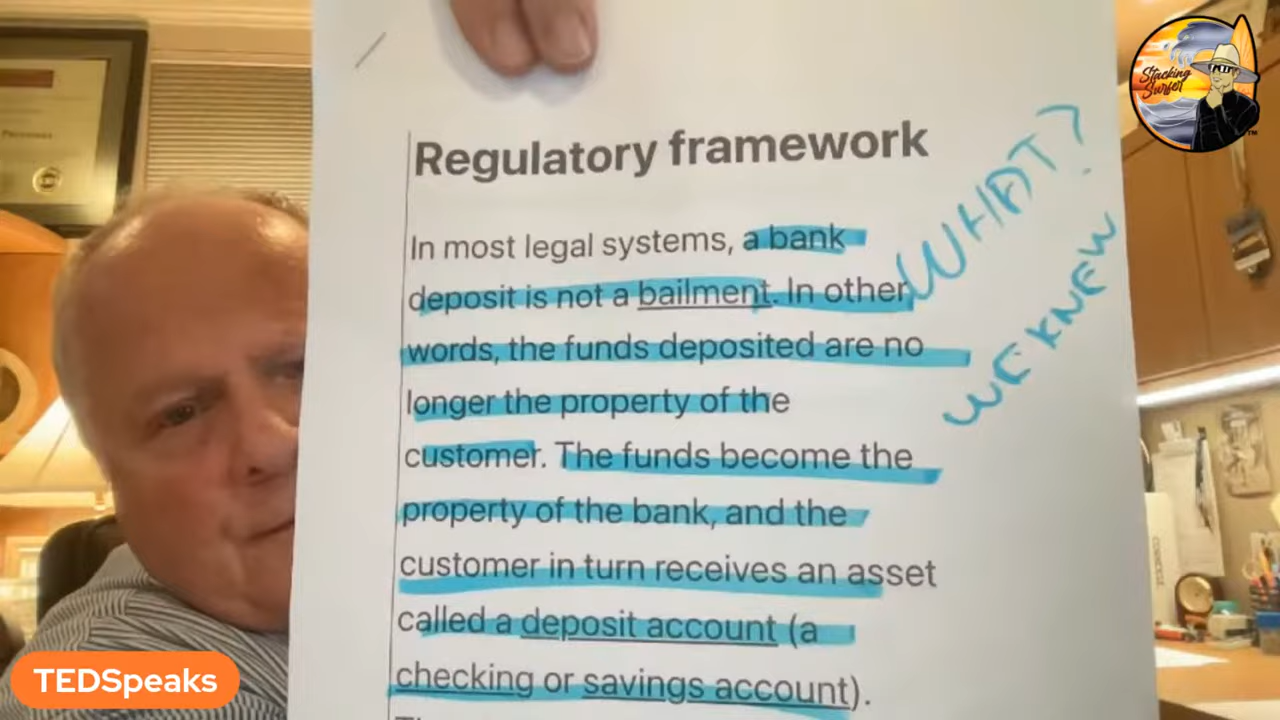 Stacking
Surfer
TM
Regulatory framework
In most legal systems, a bank
deposit is not a bailment. In other
words, the funds deposited are no
longer the property of the
customer. The funds become the
property of the bank, and the
customer in turn receives an asset
called a deposit account (a
checking or savings account).
WHAT?
WE KNEW
TEDSpeaks